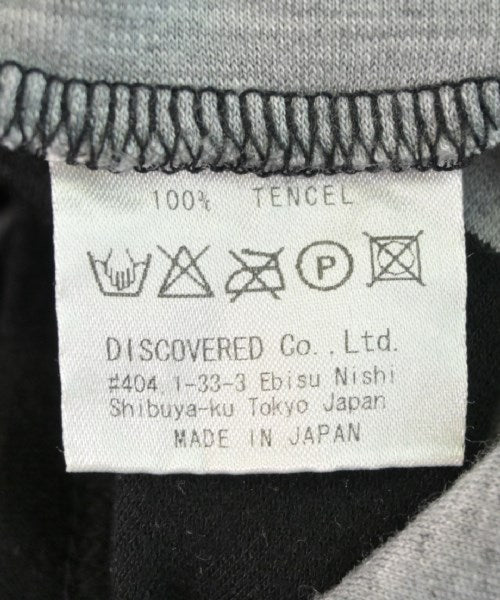 100% TENCEL
P
DISCOVERED Co., Ltd.
#404, 1-33-3 Ebisu Nishi
Shibuya-ku Tokyo Japan
MADE IN JAPAN